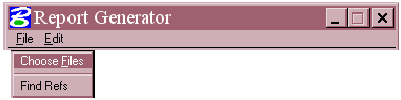 Report Generator
File Edit
Choose Files
Find Refs